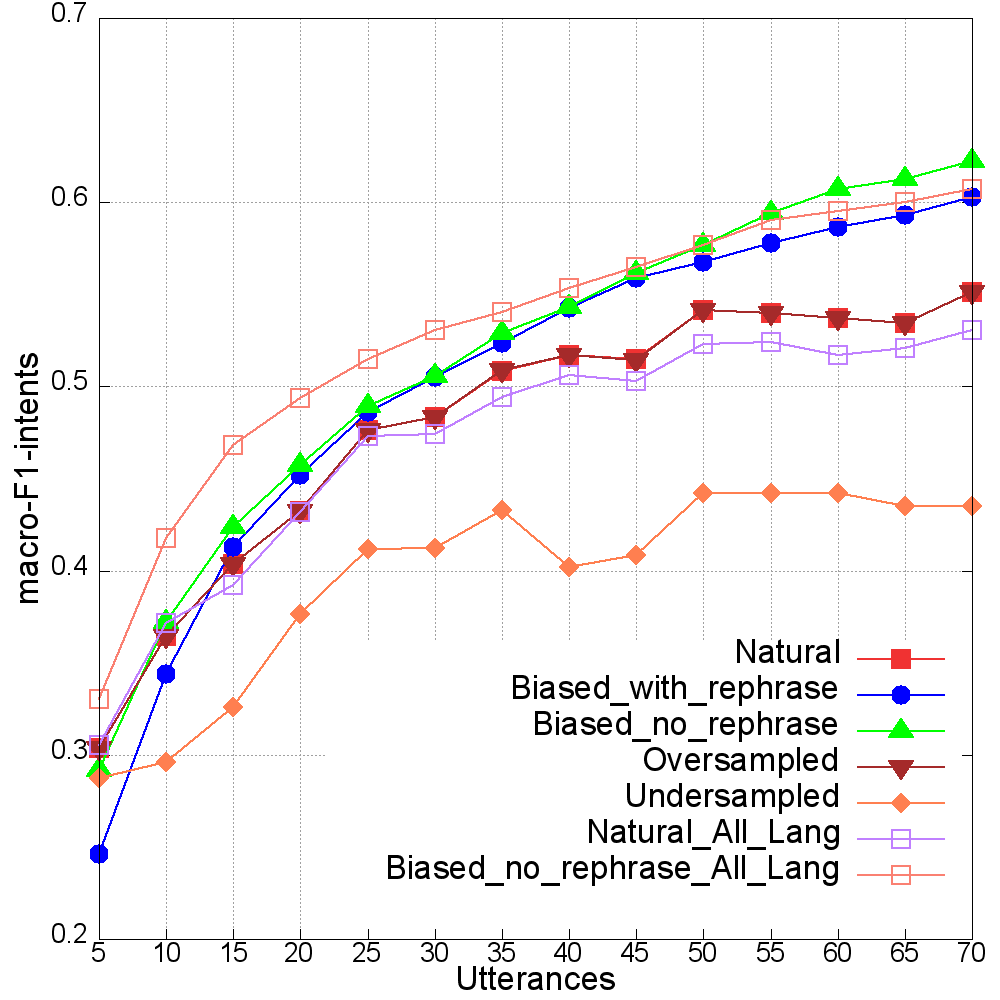 0.7
0.6
0.5
0.4
0.3
0.2
macro-F1-intents
Natural
Biased_with_rephrase
Biased_no_rephrase
Oversampled
Undersampled
Natural_All_Lang
Biased_no_rephrase_All_Lang
5 10 15 20 25 30 35 40 45 50 55 60 65 70
Utterances